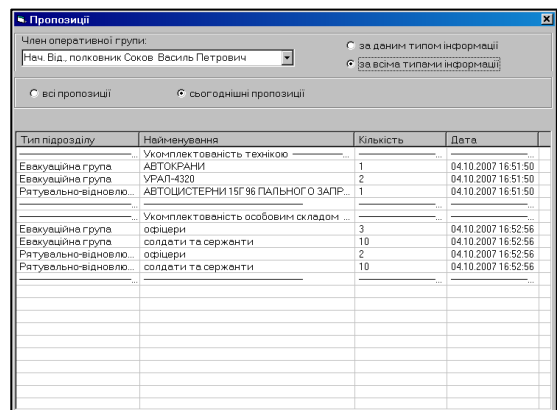 Пропозиції
Член оперативної групи:
Нач. Від., полковник Соков Василь Петрович
за даним типом інформації
за всіма типами інформації
всі пропозиції
сьогоднішні пропозиції
Тип підрозділу Найменування Кількість Дата
Укомплектованість технікою
Евакуаційна група АВТОКРАНИ 1 04.10.2007 16:51:50
Евакуаційна група УРАЛ-4320 2 04.10.2007 16:51:50
Рятувально-відновлю... АВТОЦИСТЕРНИ 15Г96 ПАЛЬНОГО ЗАПР... 1 04.10.2007 16:51:50
Укомплектованість особовим складом ...
Евакуаційна група офіцери 3 04.10.2007 16:52:56
Евакуаційна група солдати та сержанти 10 04.10.2007 16:52:56
Рятувально-відновлю... офіцери 2 04.10.2007 16:52:56
Рятувально-відновлю... солдати та сержанти 10 04.10.2007 16:52:56